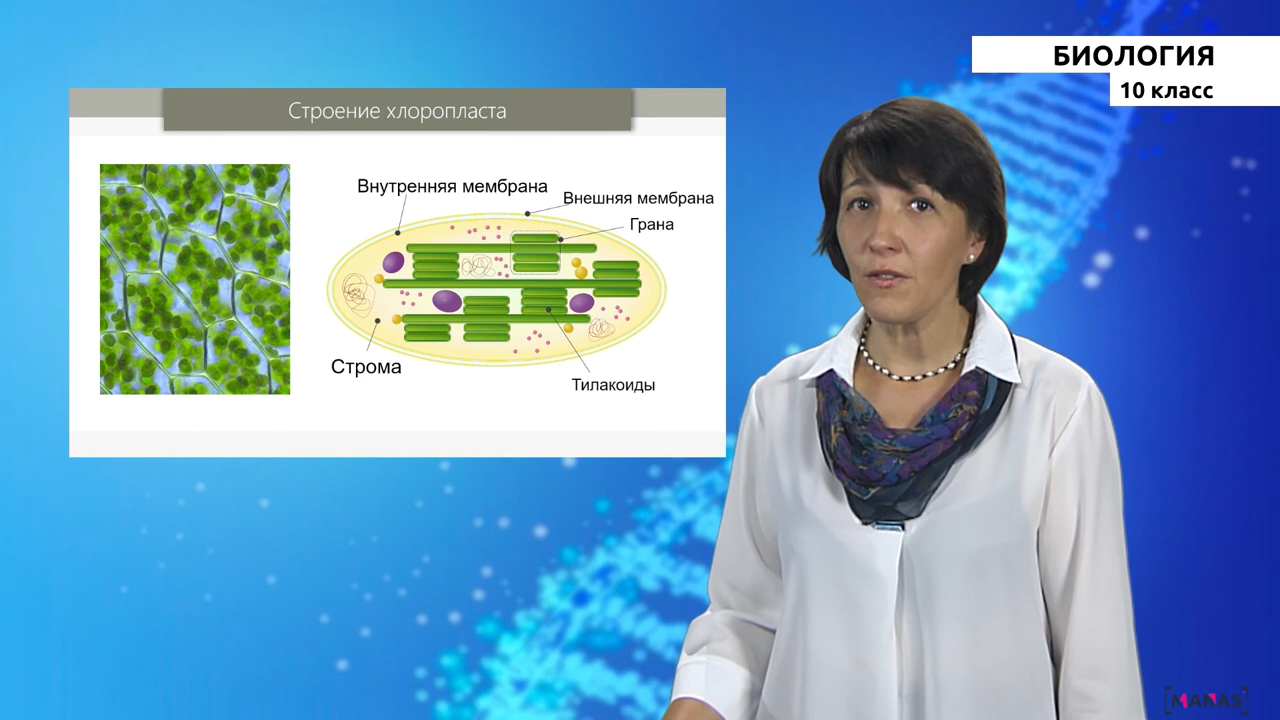 БИОЛОГИЯ
10 класс
Строение хлоропласта
Внутренняя мембрана
Внешняя мембрана
Грана
Строма
Тилакоиды
[MANAS]